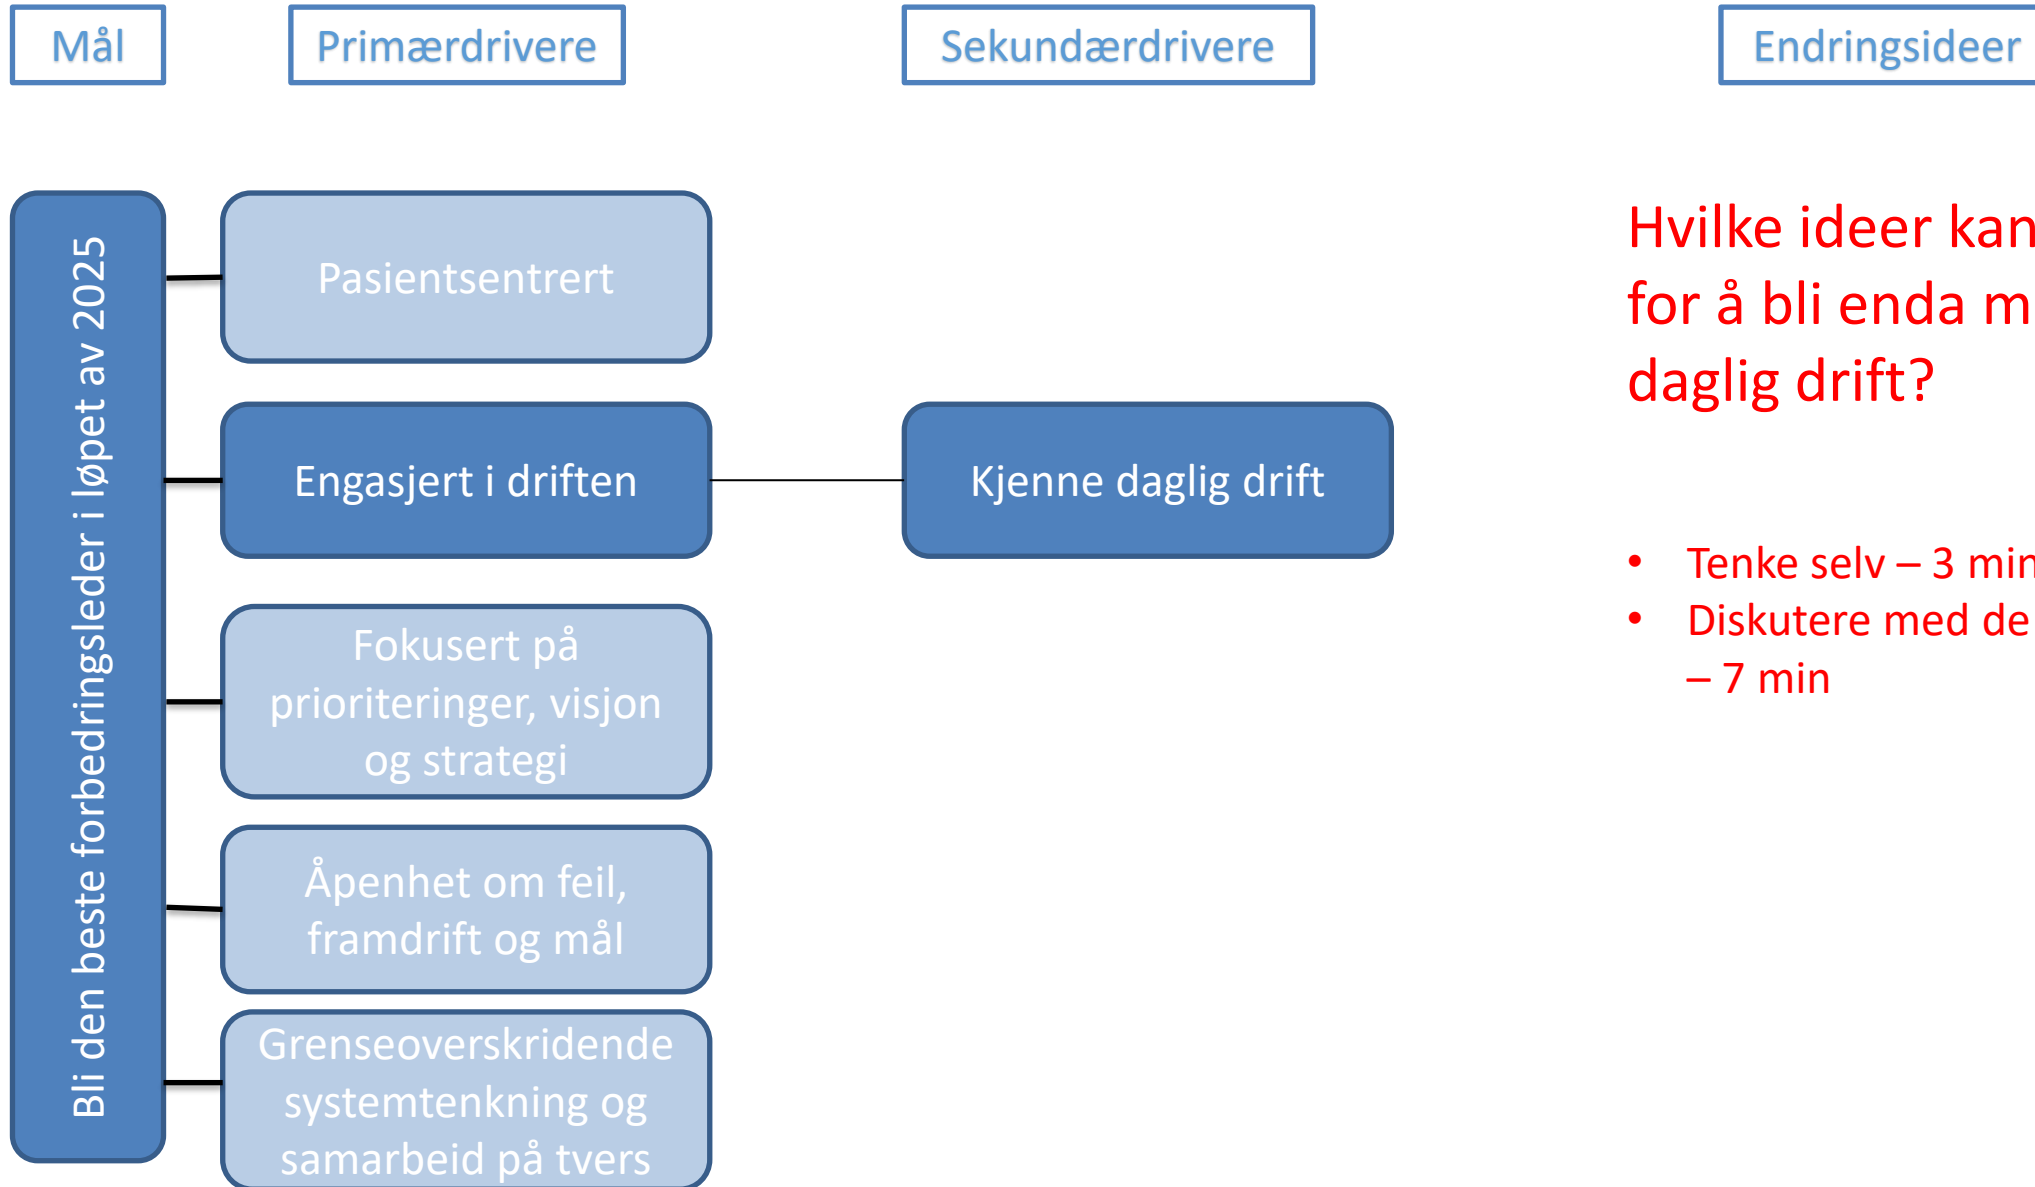 Mål
Primærdrivere
Sekundærdrivere
Endringsideer
Bli den beste forbedringsleder i løpet av 2025
Pasientsentrert
Engasjert i driften
Kjenne daglig drift
Fokusert på
prioriteringer, visjon
og strategi
Åpenhet om feil,
framdrift og mål
Grenseoverskridende
systemtenkning og
samarbeid på tvers
Hvilke ideer kan
for å bli enda
daglig drift?
• Tenke selv – 3 min
• Diskutere med
– 7 min